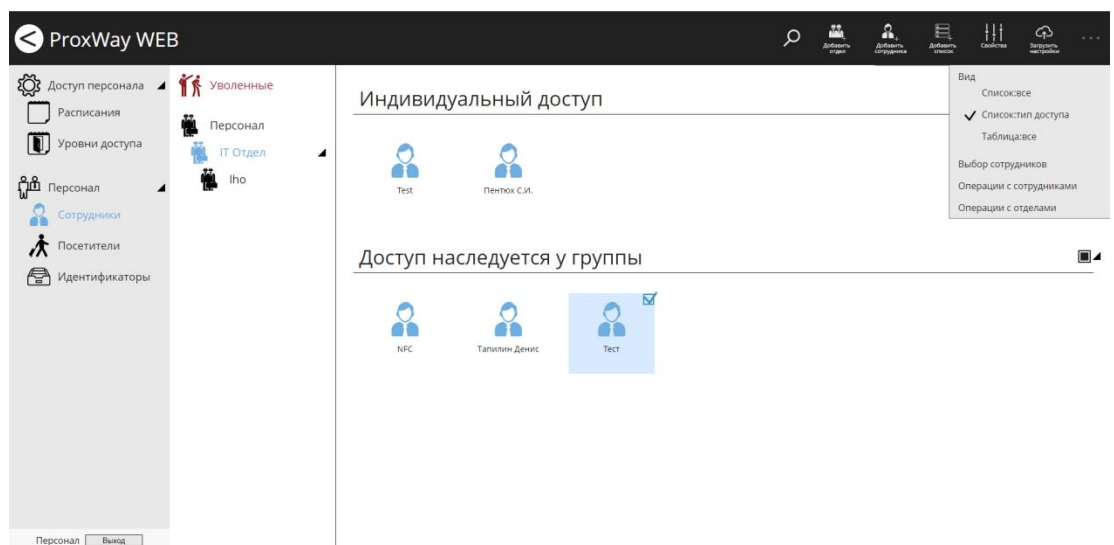 ProxWay WEB
Добавить отдел
Добавить сотрудника
Добавить список
Свойства
Загрузить настройки
Доступ персонала
Расписания
Уровни доступа
Персонал
Сотрудники
Посетители
Идентификаторы
Персонал
Выход
Уволенные
Персонал
IT Отдел
Iho
Индивидуальный доступ
Test
Пентюх С.И.
Доступ наследуется у группы
NFC
Тапилин Денис
Тест
Вид
Список:все
Список:тип доступа
Таблица:все
Выбор сотрудников
Операции с сотрудниками
Операции с отделами